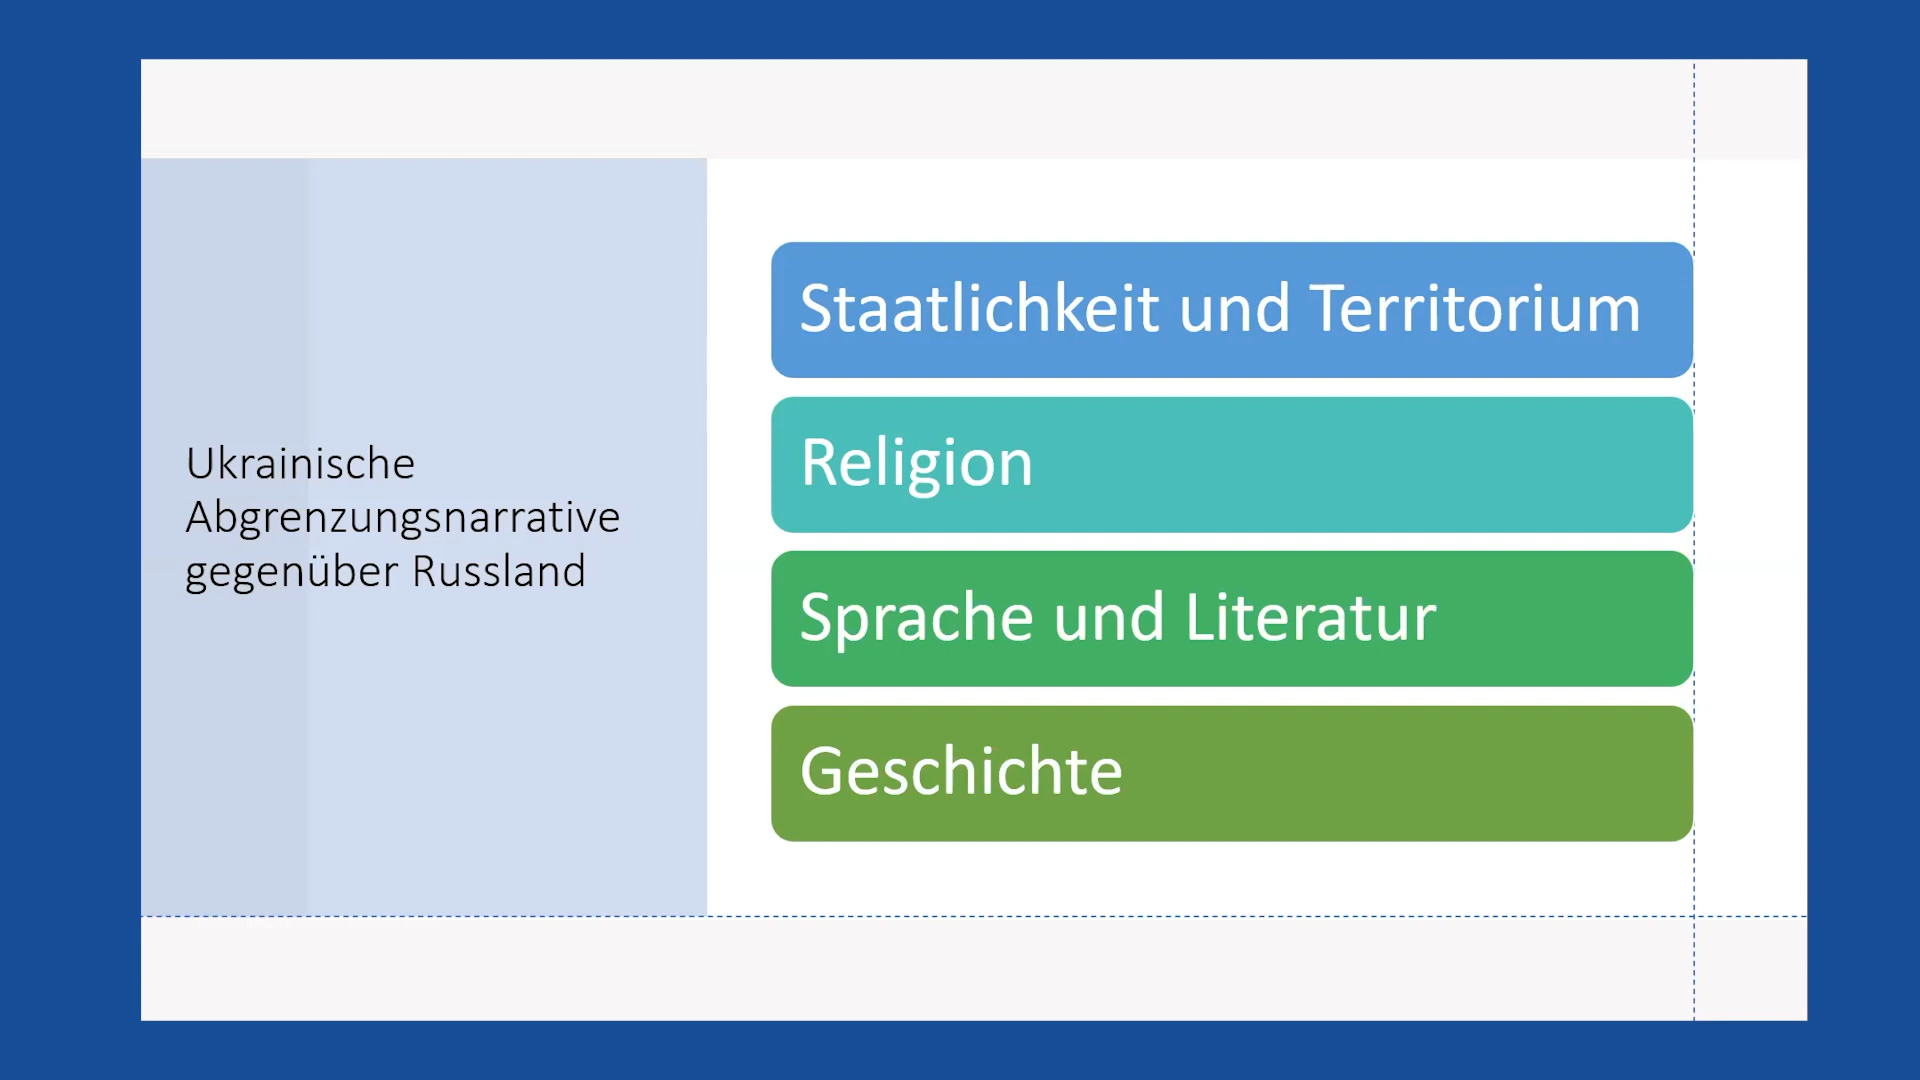 Ukrainische
Abgrenzungsnarrative
gegenüber Russland
Staatlichkeit und Territorium
Religion
Sprache und Literatur
Geschichte